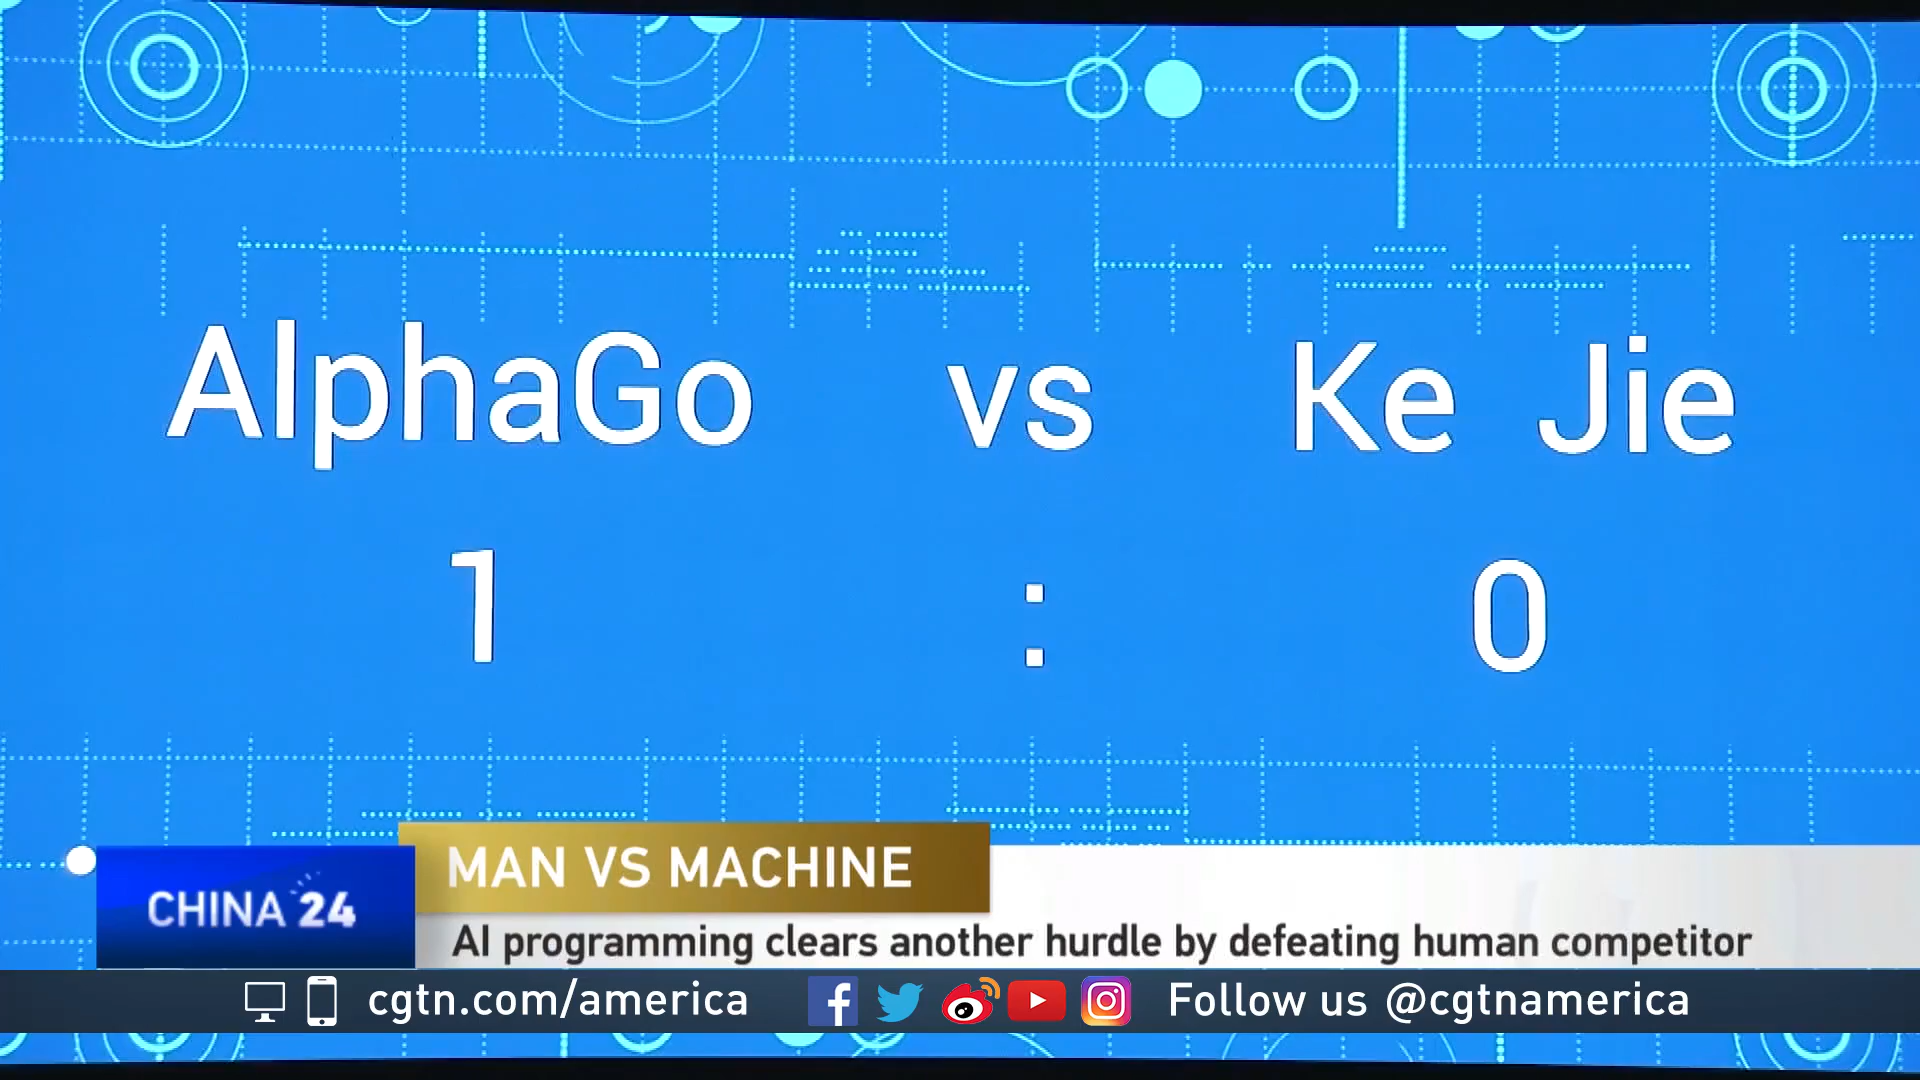 AlphaGo vs Ke Jie
1 : 0
MAN VS MACHINE
CHINA 24
AI programming clears another hurdle by defeating human competitor
cgtn.com/america
Follow us @cgtnamerica